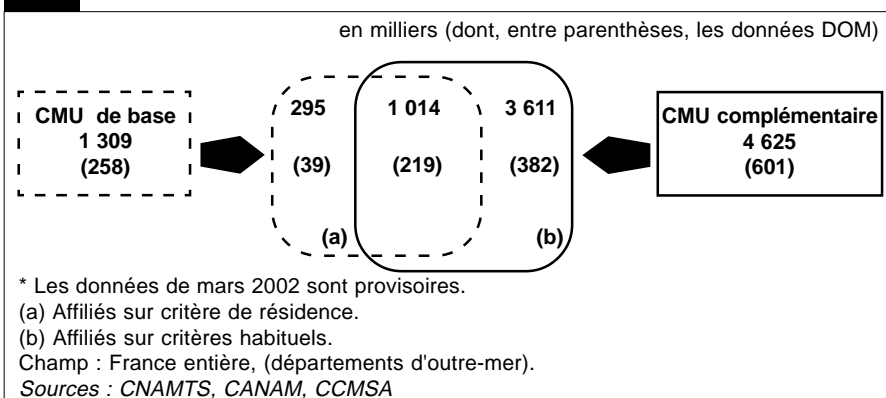 en milliers (dont, entre parenthèses, les données DOM)
CMU de base
1 309
(258)
295 1 014 3 611
(39) (219) (382)
(a) (b)
CMU complémentaire
4 625
(601)
* Les données de mars 2002 sont provisoires.
(a) Affiliés sur critère de résidence.
(b) Affiliés sur critères habituels.
Champ : France entière, (départements d'outre-mer).
Sources : CNAMTS, CANAM, CCMSA